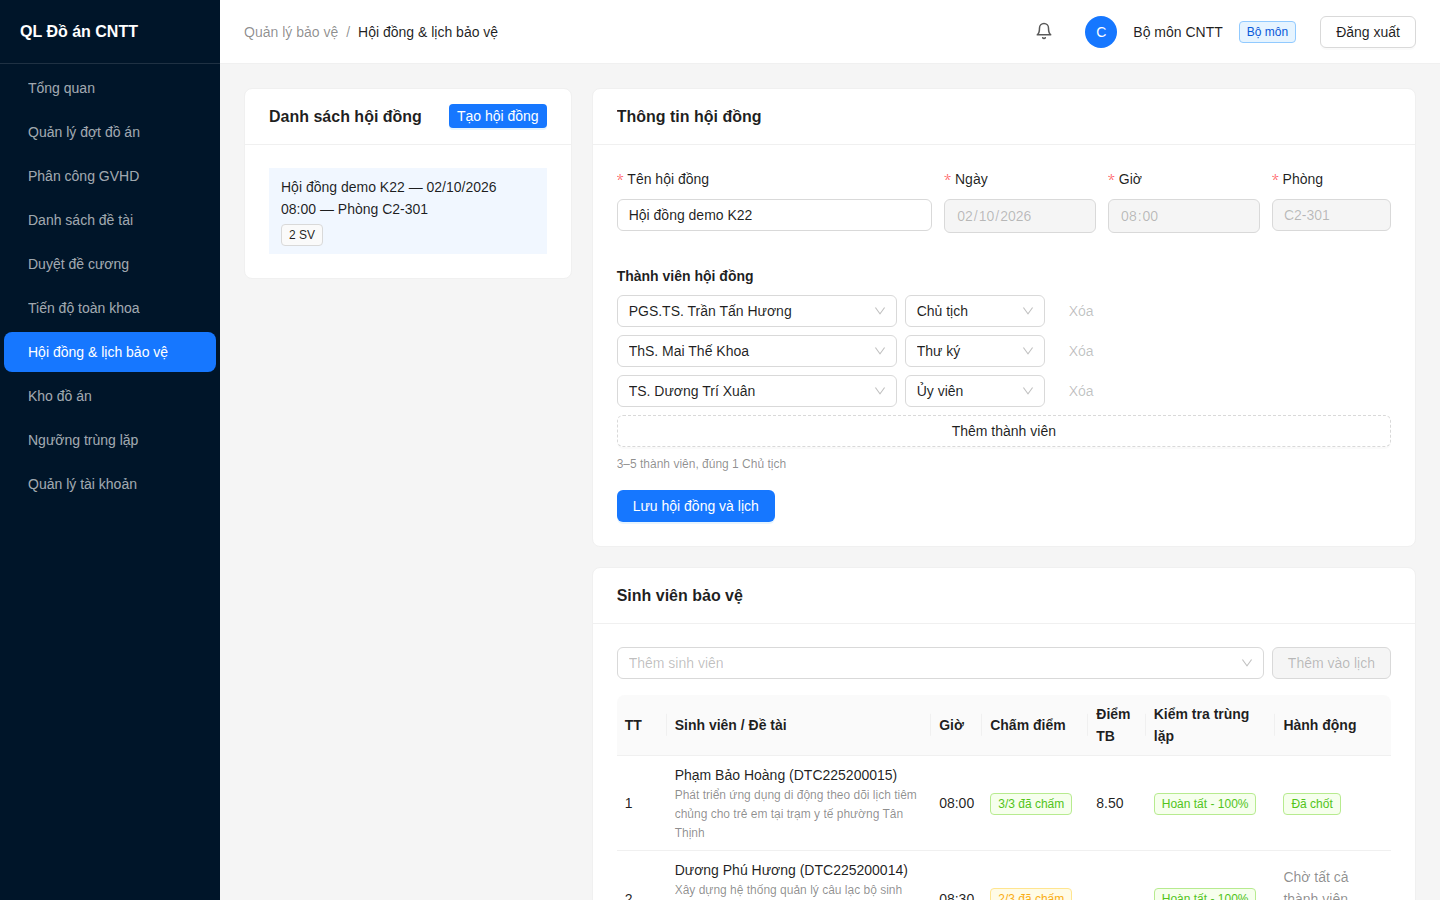 QL Đồ án CNTT
Quản lý bảo vệ / Hội đồng & lịch bảo vệ
C
Bộ môn CNTT
Bộ môn
Đăng xuất
Tổng quan
Quản lý đợt đồ án
Phân công GVHD
Danh sách đề tài
Duyệt đề cương
Tiến độ toàn khoa
Hội đồng & lịch bảo vệ
Kho đồ án
Ngưỡng trùng lặp
Quản lý tài khoản
Danh sách hội đồng
Tạo hội đồng
Hội đồng demo K22 — 02/10/2026
08:00 — Phòng C2-301
2 SV
Thông tin hội đồng
* Tên hội đồng
* Ngày
* Giờ
* Phòng
Hội đồng demo K22
02/10/2026
08:00
C2-301
Thành viên hội đồng
PGS.TS. Trần Tấn Hương
Chủ tịch
Xóa
ThS. Mai Thế Khoa
Thư ký
Xóa
TS. Dương Trí Xuân
Ủy viên
Xóa
Thêm thành viên
3–5 thành viên, đúng 1 Chủ tịch
Lưu hội đồng và lịch
Sinh viên bảo vệ
Thêm sinh viên
Thêm vào lịch
TT
Sinh viên / Đề tài
Giờ
Chấm điểm
Điểm
TB
Kiểm tra trùng
lặp
Hành động
1
Phạm Bảo Hoàng (DTC225200015)
Phát triển ứng dụng di động theo dõi lịch tiêm
chủng cho trẻ em tại trạm y tế phường Tân
Thịnh
08:00
3/3 đã chấm
8.50
Hoàn tất - 100%
Đã chốt
2
Dương Phú Hương (DTC225200014)
Xây dựng hệ thống quản lý câu lạc bộ sinh
08:30
2/3 đã chấm
Hoàn tất - 100%
Chờ tất cả
thành viên